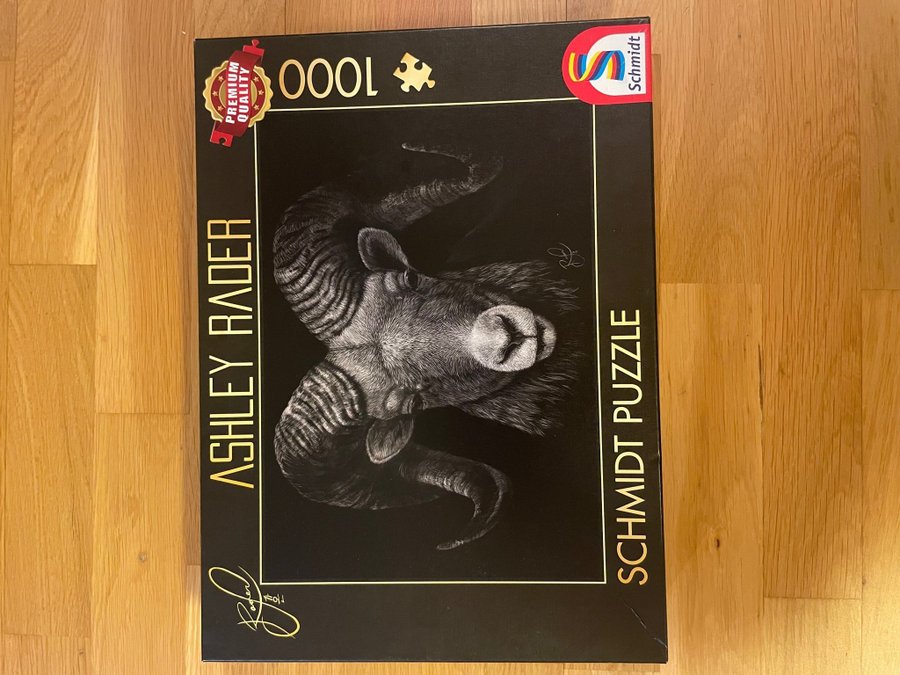 ASHLEY RADER
PREMIUM
QUALITY
1000
SCHMIDT PUZZLE
Schmidt